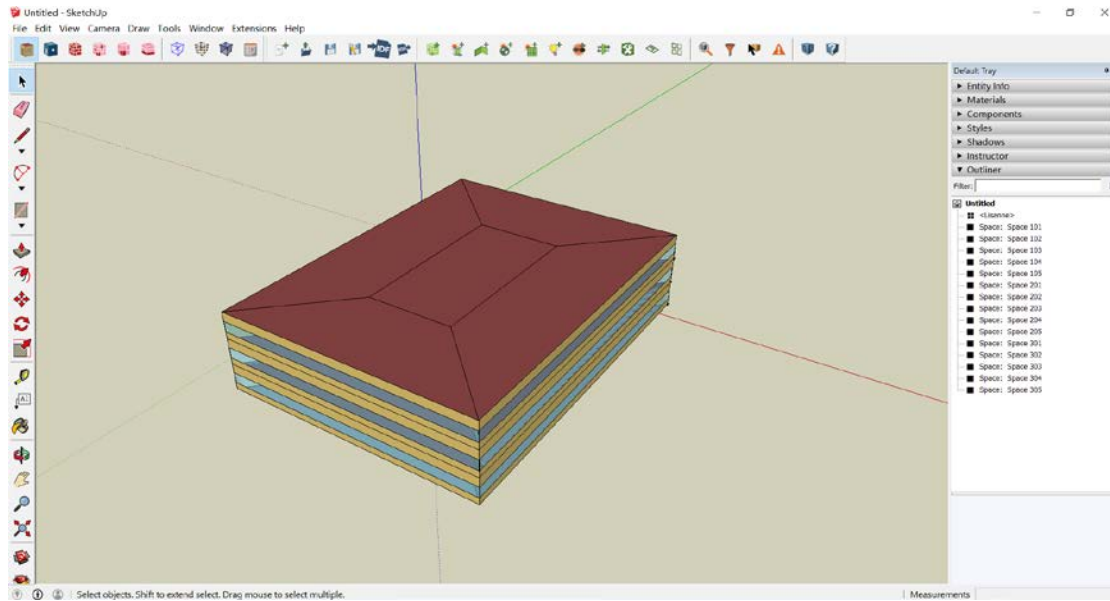 Untitled - SketchUp
File Edit View Camera Draw Tools Window Extensions Help
Default Tray
Entity Info
Materials
Components
Styles
Shadows
Instructor
Outliner
Filter:
Untitled
Space: Space 101
Space: Space 102
Space: Space 103
Space: Space 104
Space: Space 105
Space: Space 201
Space: Space 202
Space: Space 203
Space: Space 204
Space: Space 205
Space: Space 301
Space: Space 302
Space: Space 303
Space: Space 304
Space: Space 305
Select objects. Shift to extend select. Drag mouse to select multiple.
Measurements